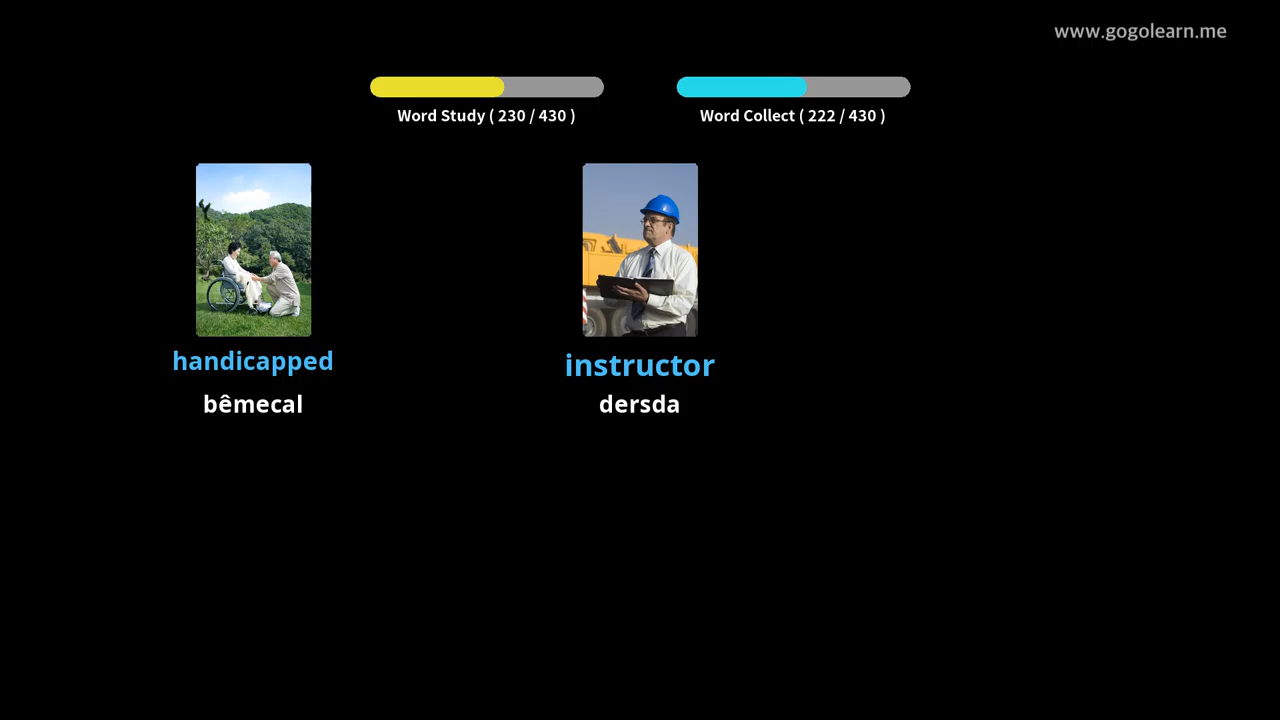 www.gogolearn.me
Word Study ( 230 / 430 )
Word Collect ( 222 / 430 )
handicapped
instructor
bêmecal
dersda